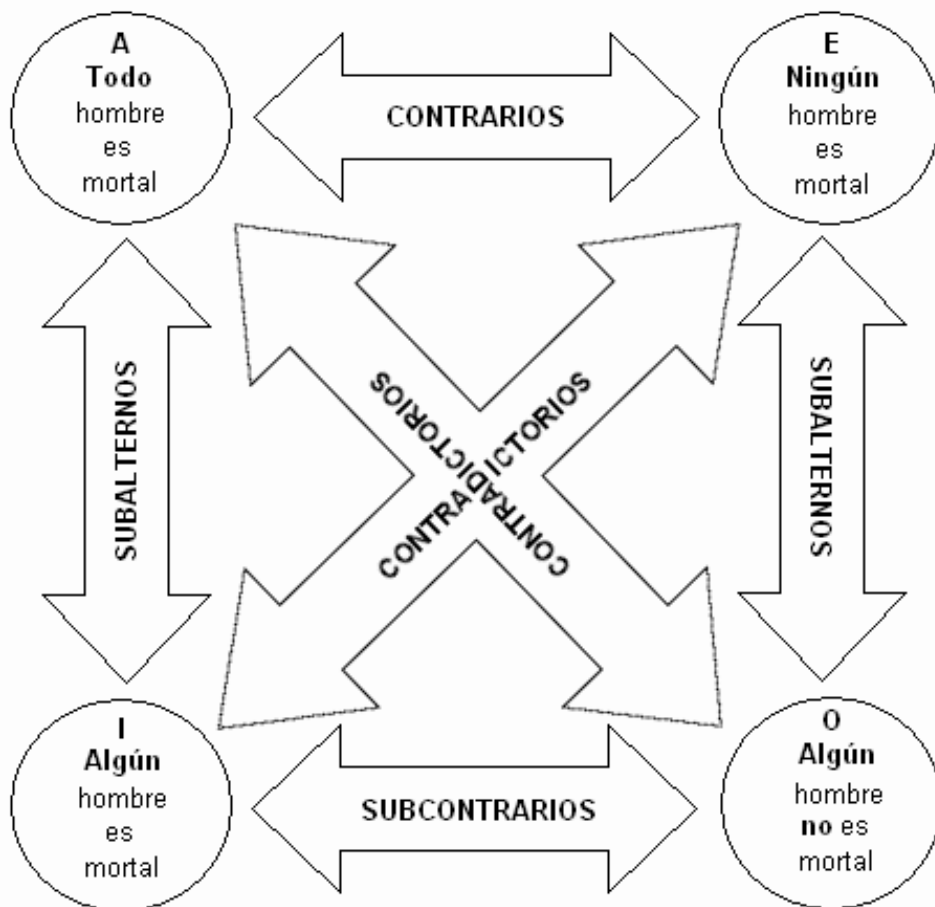 A
Todo
hombre
es
mortal
CONTRARIOS
E
Ningún
hombre
es
mortal
SUBALTERNOS
CONTRADICTORIOS
CONTRADICTORIOS
SUBALTERNOS
I
Algún
hombre
es
mortal
SUBCONTRARIOS
O
Algún
hombre
no es
mortal